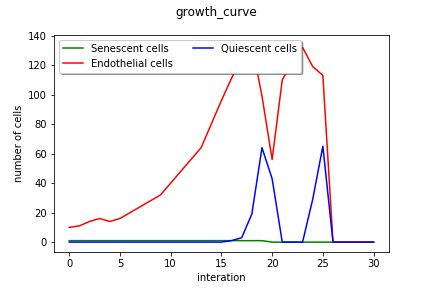 growth_curve
Senescent cells
Endothelial cells
Quiescent cells
number of cells
140
120
100
80
60
40
20
0
0 5 10 15 20 25 30
interation